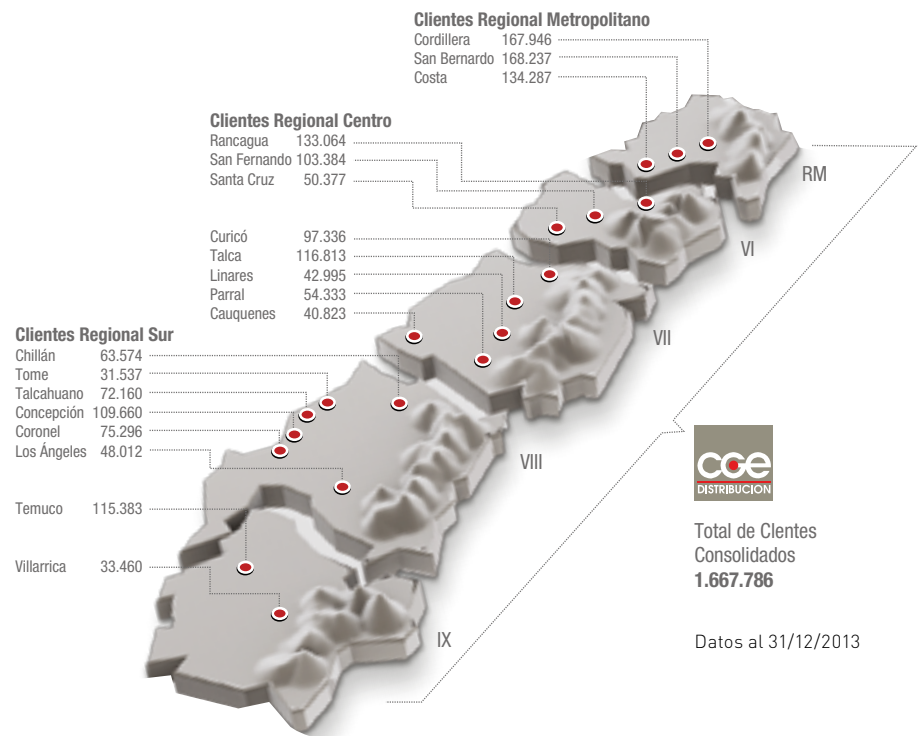 Clientes Regional Metropolitano
Cordillera 167.946
San Bernardo 168.237
Costa 134.287
RM
Clientes Regional Centro
Rancagua 133.064
San Fernando 103.384
Santa Cruz 50.377
VI
Curicó 97.336
Talca 116.813
Linares 42.995
Parral 54.333
Cauquenes 40.823
VII
Clientes Regional Sur
Chillán 63.574
Tome 31.537
Talcahuano 72.160
Concepción 109.660
Coronel 75.296
Los Ángeles 48.012
VIII
Temuco 115.383
Villarrica 33.460
IX
CGE
DISTRIBUCION
Total de Clentes
Consolidados
1.667.786
Datos al 31/12/2013